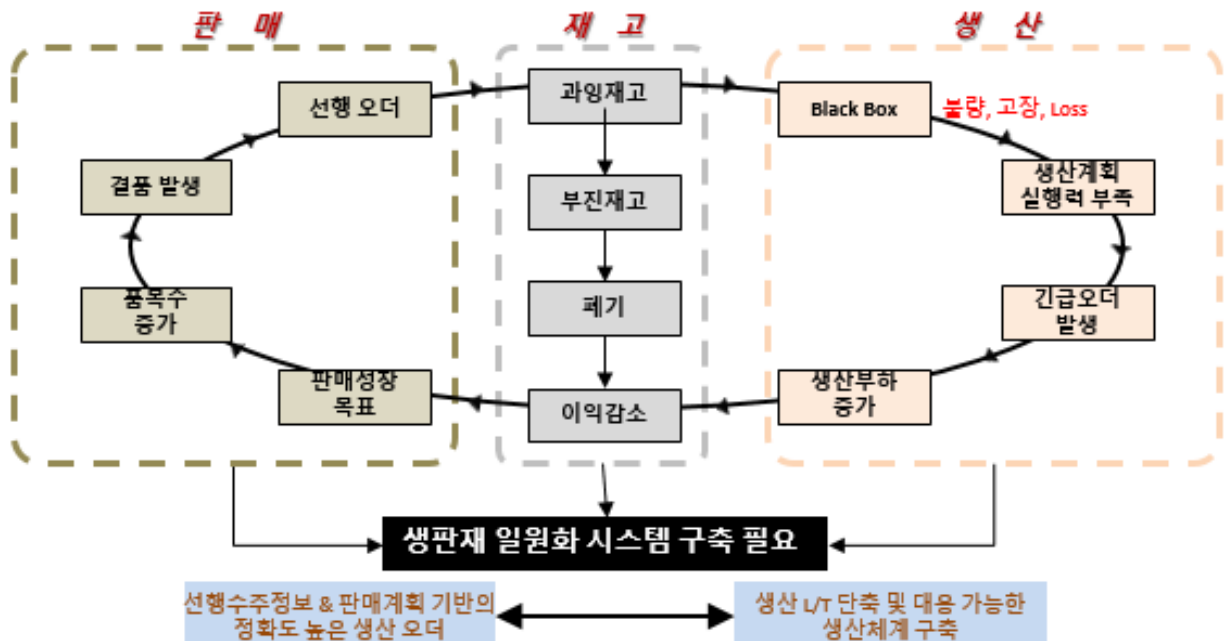 판 매
재 고
생 산
선행 오더
과잉재고
Black Box
불량, 고장, Loss
결품 발생
부진재고
생산계획
실행력 부족
품목수
증가
폐기
긴급오더
발생
판매성장
목표
이익감소
생산부하
증가
생판재 일원화 시스템 구축 필요
선행수주정보 & 판매계획 기반의
정확도 높은 생산 오더
생산 L/T 단축 및 대응 가능한
생산체계 구축